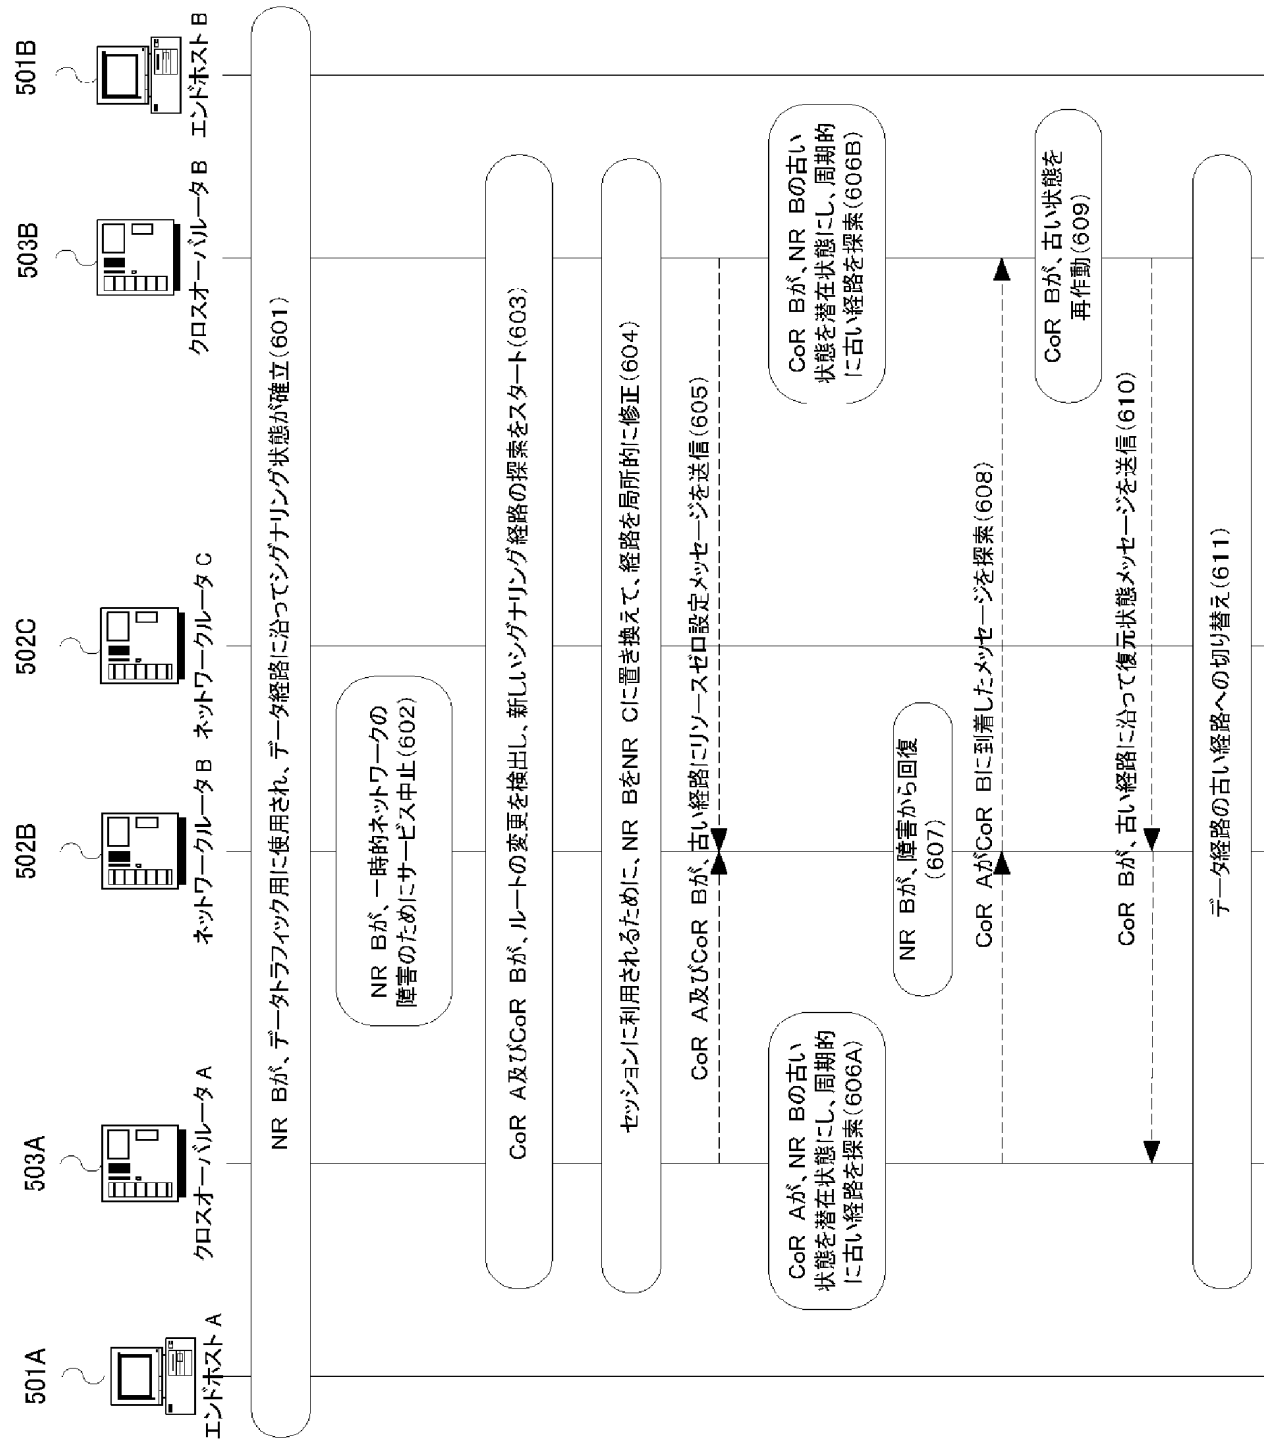 501A
503A
502B
502C
503B
501B
エンドホスト A
クロスオーバルータ A
ネットワークルータ B
ネットワークルータ C
クロスオーバルータ B
エンドホスト B
NR Bが、データトラフィック用に使用され、データ経路に沿ってシグナリング状態が確立(601)
NR Bが、一時的ネットワークの
障害のためにサービス中止(602)
CoR A及びCoR Bが、ルートの変更を検出し、新しいシグナリング経路の探索をスタート(603)
セッションに利用されるために、NR BをNR Cに置き換えて、経路を局所的に修正(604)
CoR A及びCoR Bが、古い経路にリソースゼロ設定メッセージを送信(605)
CoR Aが、NR Bの古い
状態を潜在状態にし、周期的
に古い経路を探索(606A)
CoR Bが、NR Bの古い
状態を潜在状態にし、周期的
に古い経路を探索(606B)
NR Bが、障害から回復
(607)
CoR AがCoR Bに到着したメッセージを探索(608)
CoR Bが、古い状態を
再作動(609)
CoR Bが、古い経路に沿って復元状態メッセージを送信(610)
データ経路の古い経路への切り替え(611)